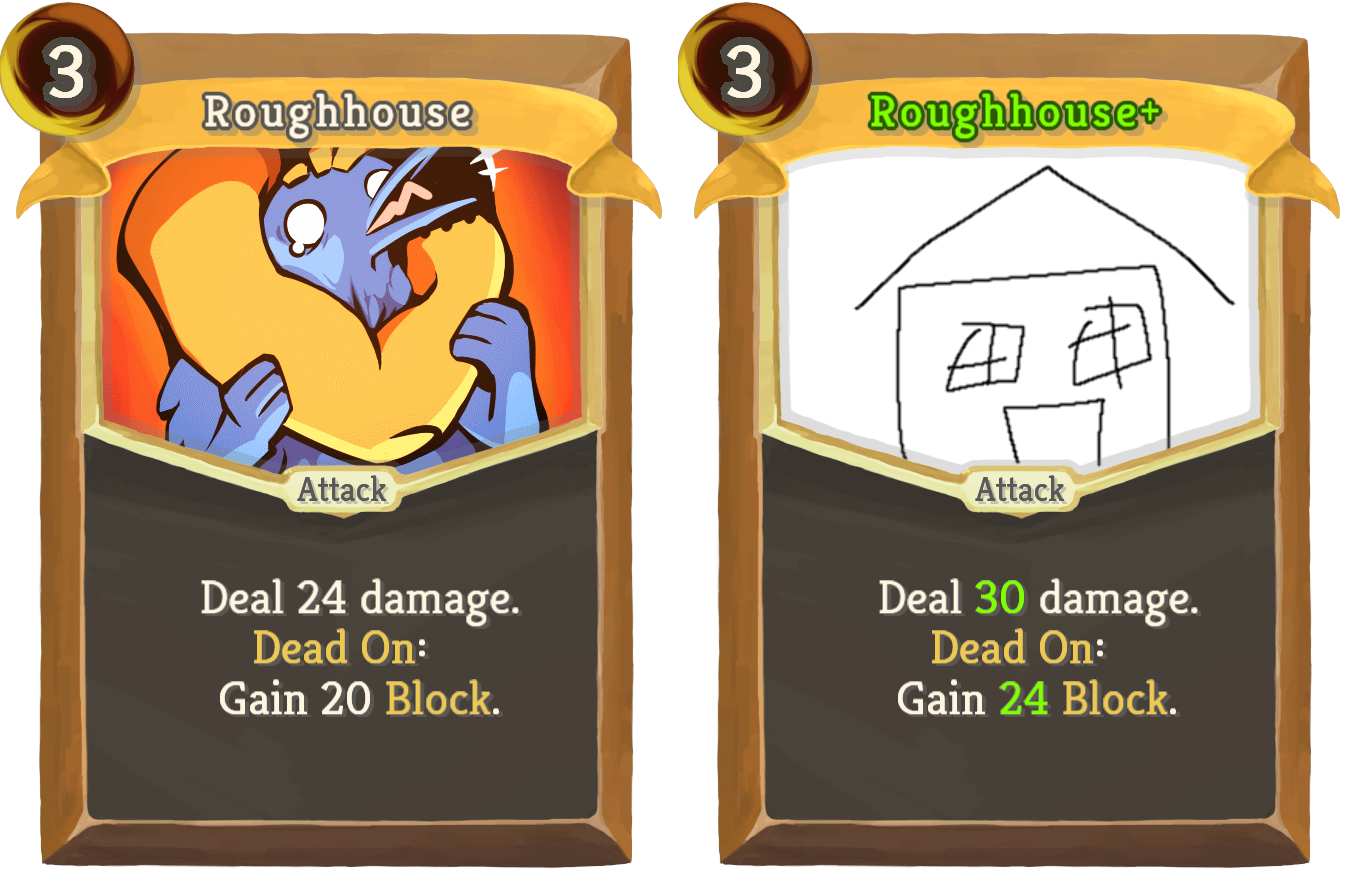 3
Roughhouse
Attack
Deal 24 damage.
Dead On:
Gain 20 Block.
3
Roughhouse+
Attack
Deal 30 damage.
Dead On:
Gain 24 Block.